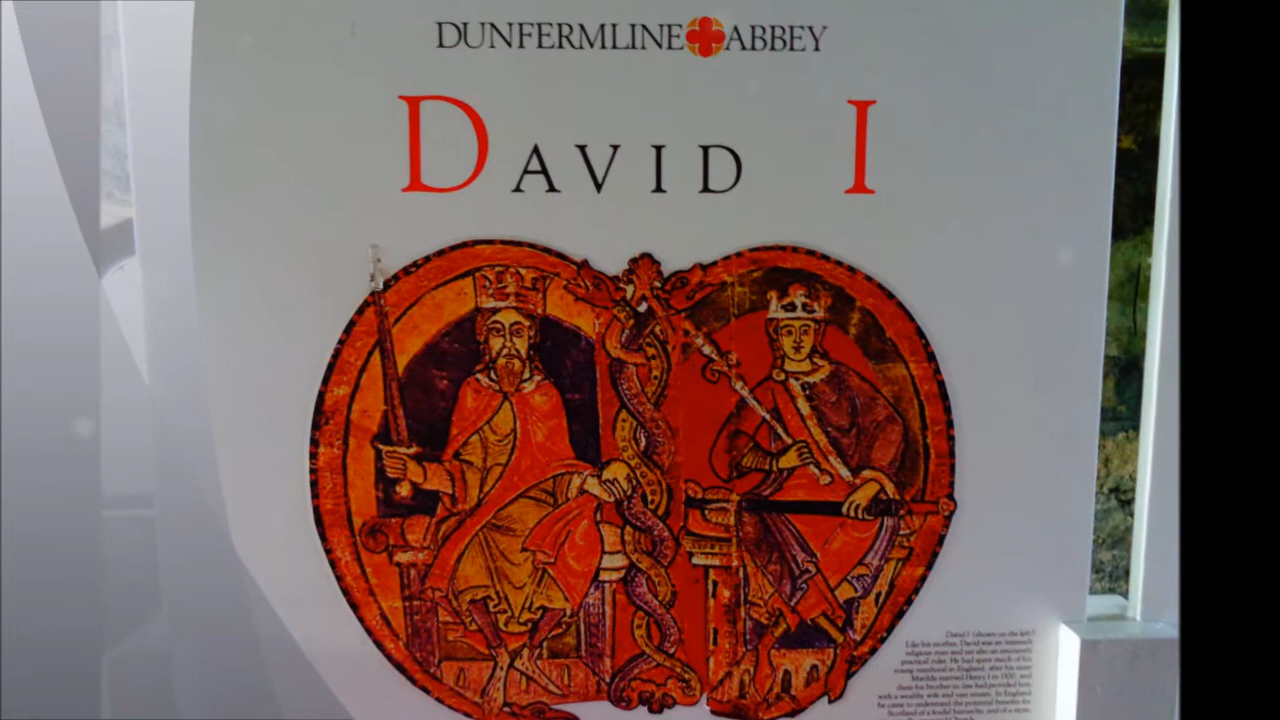 DUNFERMLINE ABBEY
DAVID I
David I (shown on the left)
Like his mother, David was an
religious man and yet also an
practical ruler. He had spent much of his
young manhood in England, after his sister
Matilda married Henry I in 1100, and
there his brother-in-law had provided him
with a wealthy wife and vast estates. In England
he came to understand the potential benefits for
Scotland of a feudal hierarchy, and of a more